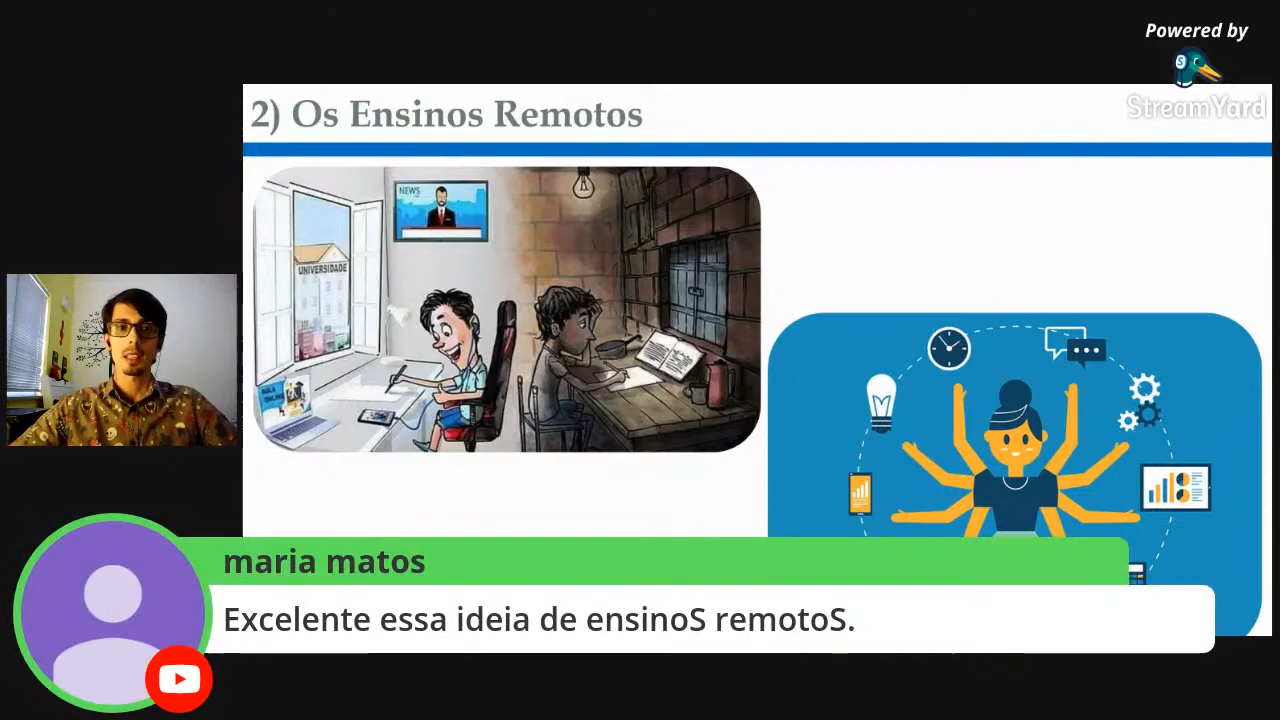 Powered by
StreamYard
2) Os Ensinos Remotos
NEWS
UNIVERSIDADE
AULA
ONLINE
maria matos
Excelente essa ideia de ensinoS remotoS.